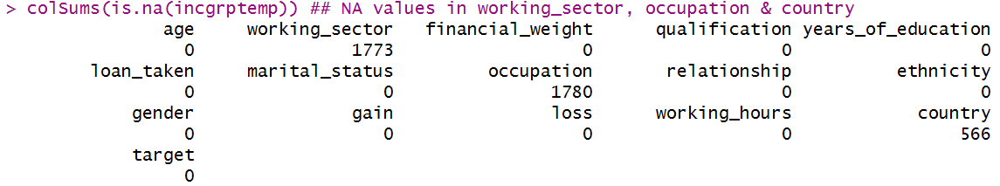 > colSums(is.na(incgrptemp)) ## NA values in working_sector, occupation & country
age working_sector financial_weight qualification years_of_education
0 1773 0 0 0
loan_taken marital_status occupation relationship ethnicity
0 0 1780 0 0
gender gain loss working_hours country
0 0 0 0 566
target
0